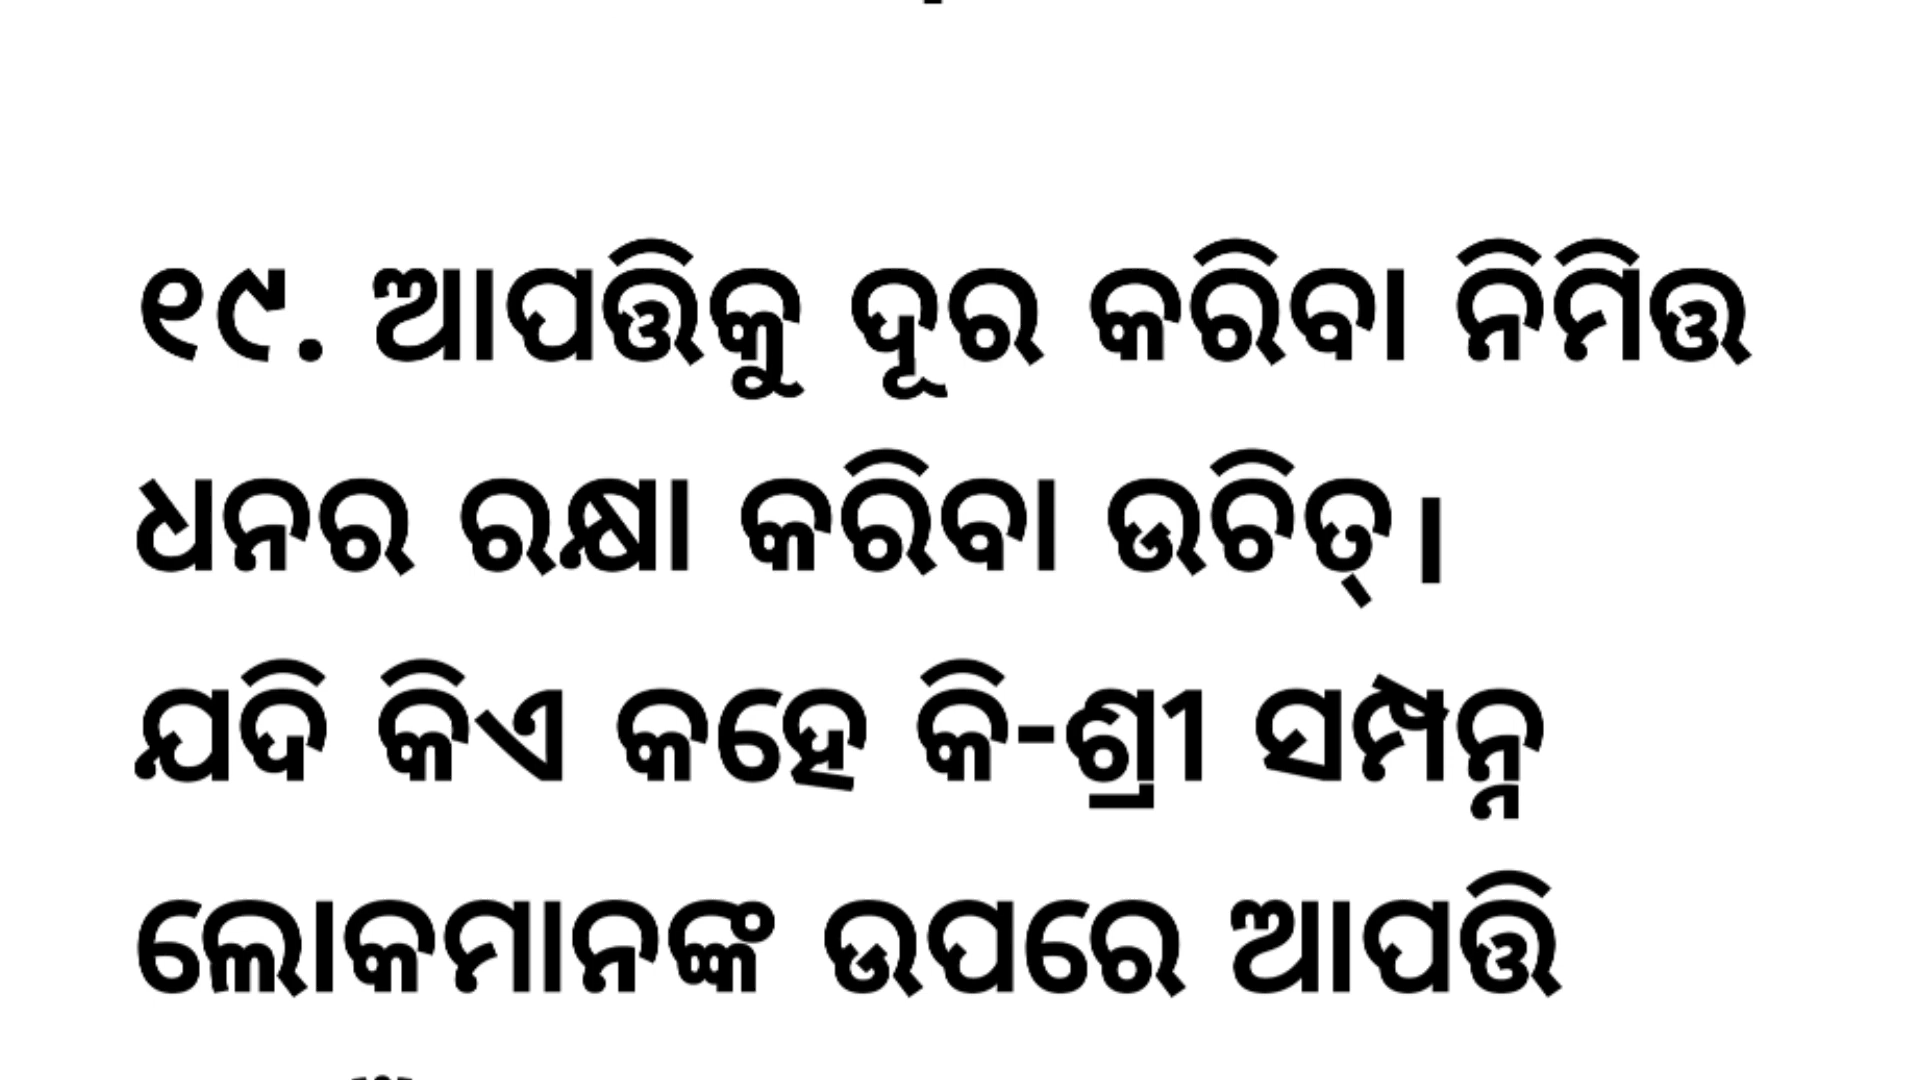 ୧୯. ଆପତ୍ତିକୁ ଦୂର କରିବା ନିମିତ୍ତ
ଧନର ରକ୍ଷା କରିବା ଉଚିତ୍।
ଯଦି କିଏ କହେ କି-ଶ୍ରୀ ସମ୍ପନ୍ନ
ଲୋକମାନଙ୍କ ଉପରେ ଆପତ୍ତି